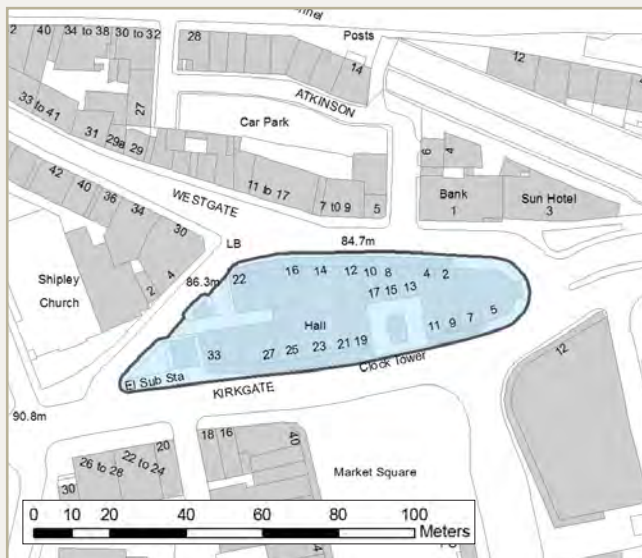 Posts
2
40
34 to 38
30 to 32
28
14
12
ATKINSON
27
33 to 41
Car Park
31
29a
29
6
4
42
40
36
34
30
WESTGATE
11 to 17
7 t0 9
5
Bank
1
Sun Hotel
3
LB
84.7m
Shipley
Church
2
4
86.3m
22
16
14
12
10
8
4
2
17
15
13
Hall
5
7
9
11
33
27
25
23
21
19
Clock Tower
El Sub Sta
KIRKGATE
12
90.8m
20
22 to 24
26 to 28
30
18
16
40
Market Square
0 10 20 40 60 80 100
Meters